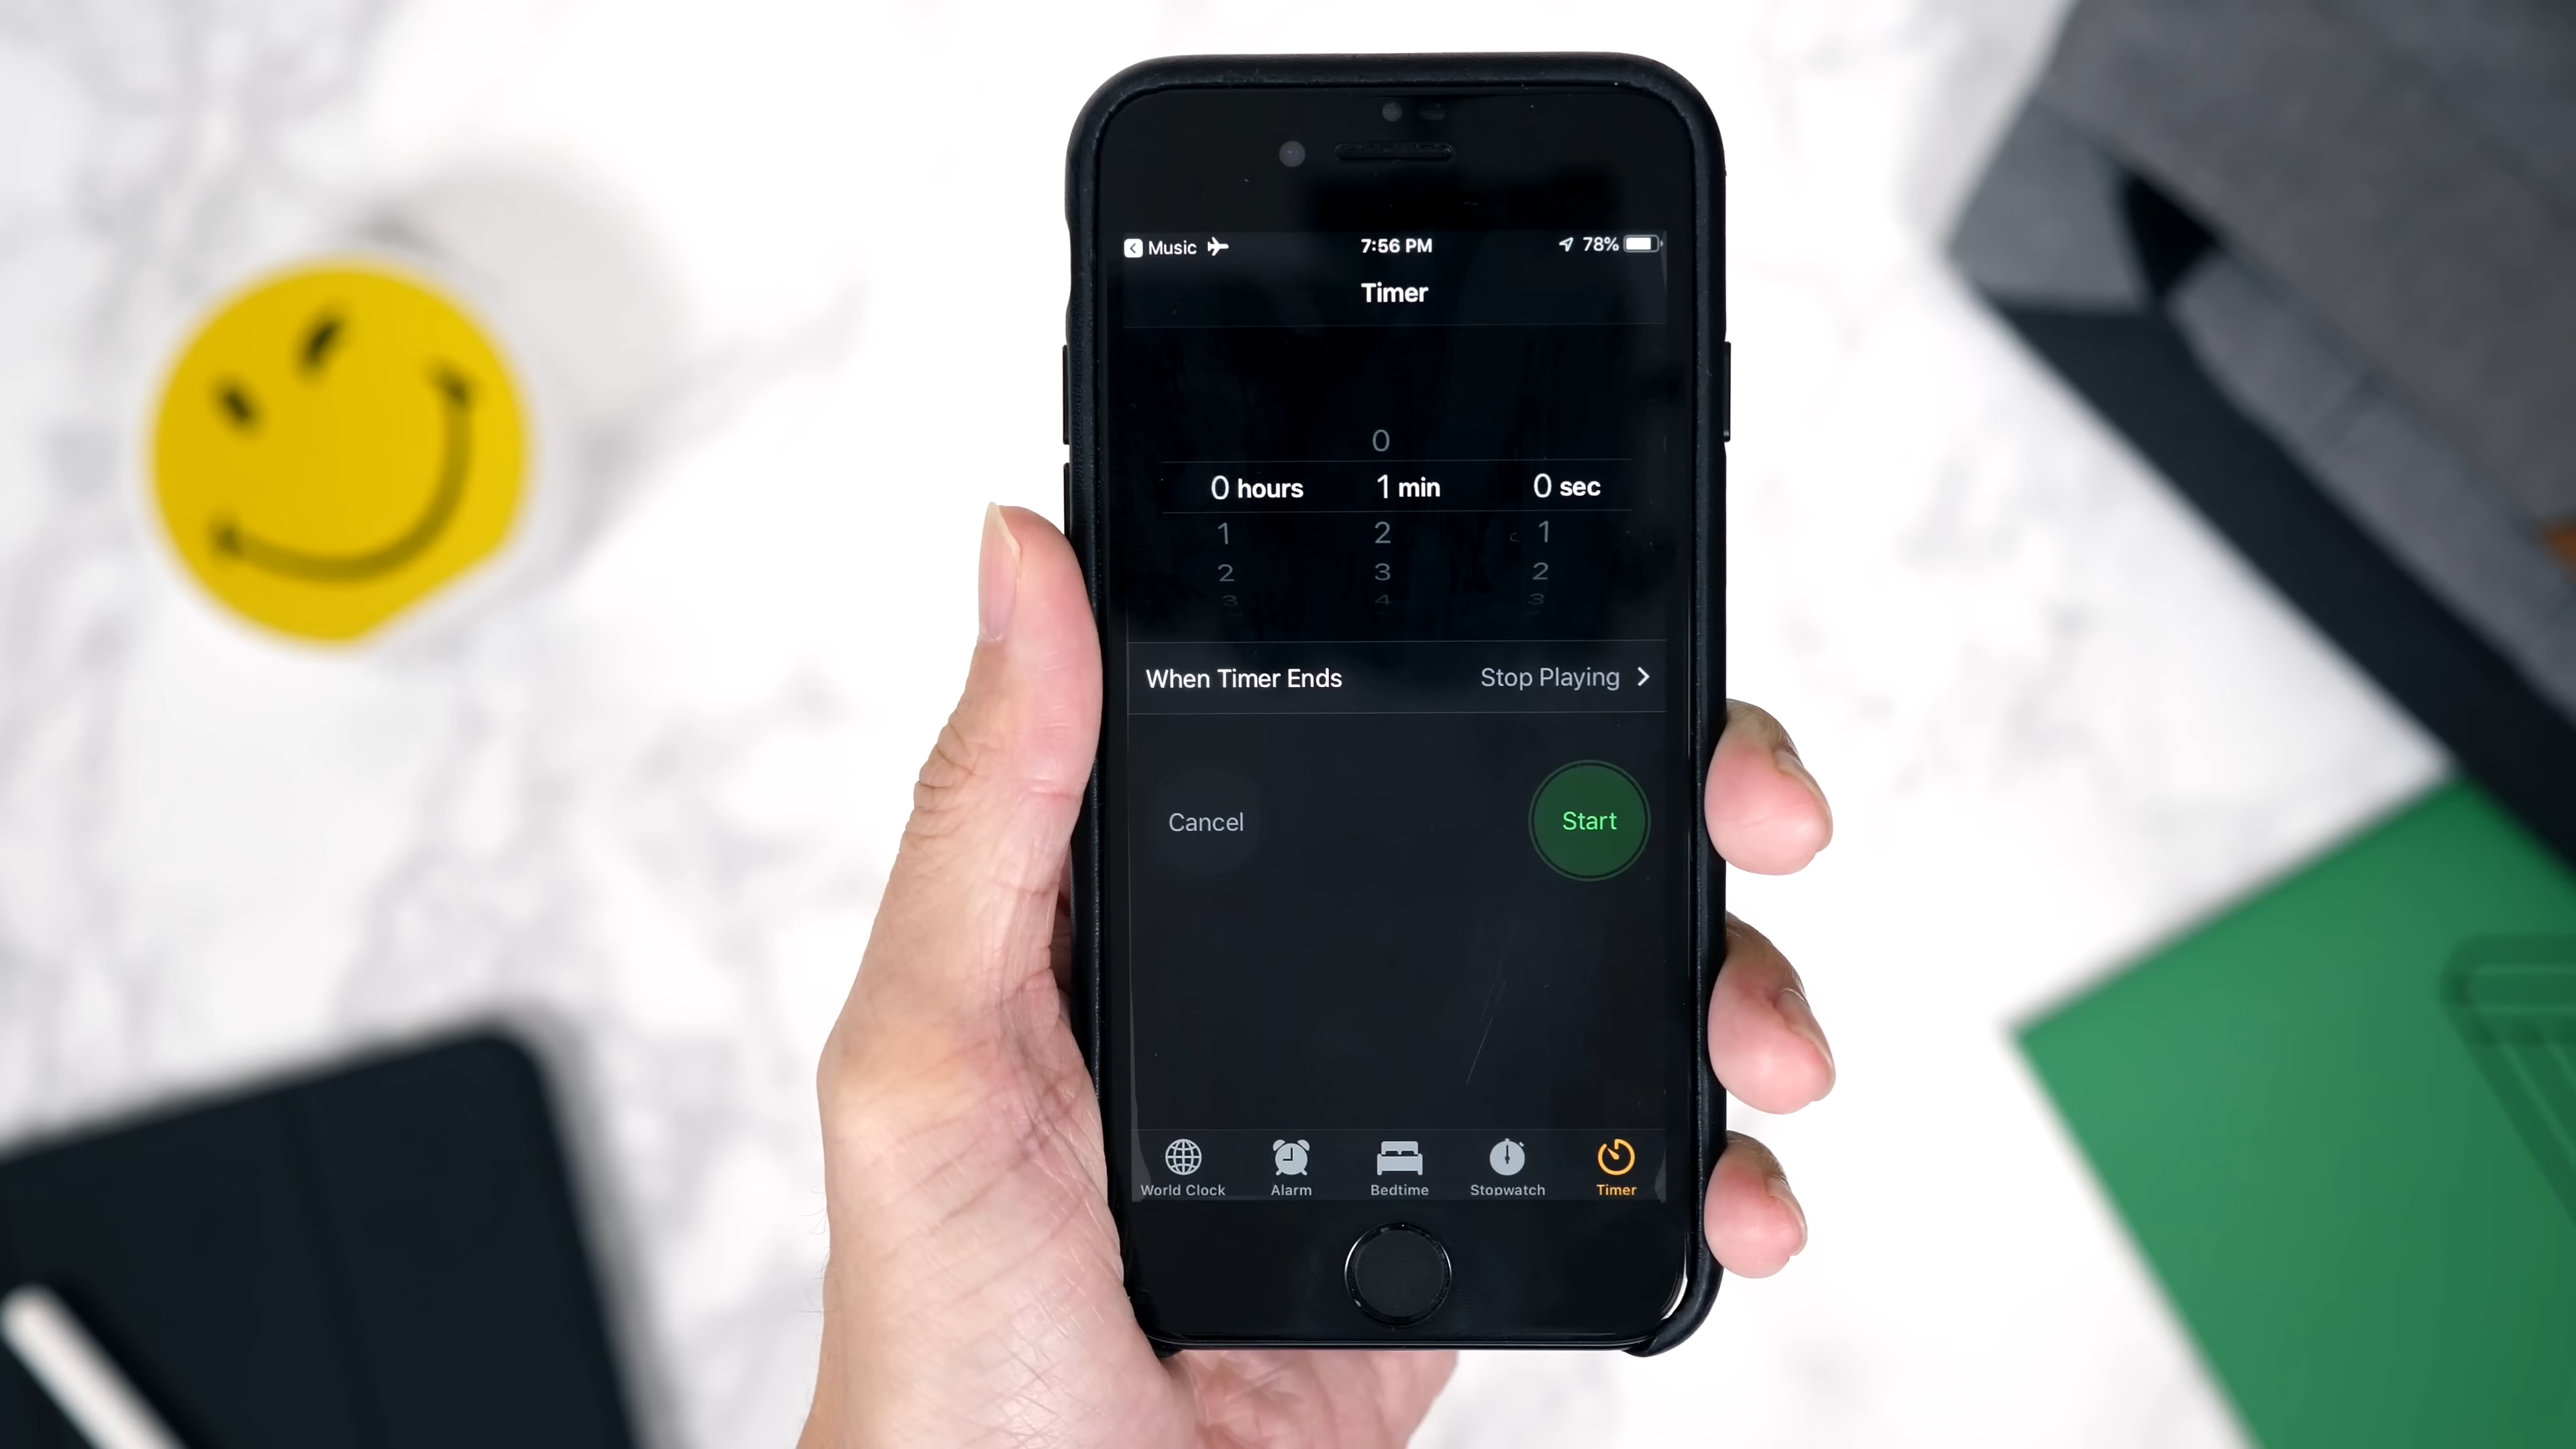 Music 7:56 PM 78%
Timer
0
0 hours 1 min 0 sec
1 2 1
2 3 2
3 4 3
When Timer Ends Stop Playing
Cancel Start
World Clock Alarm Bedtime Stopwatch Timer